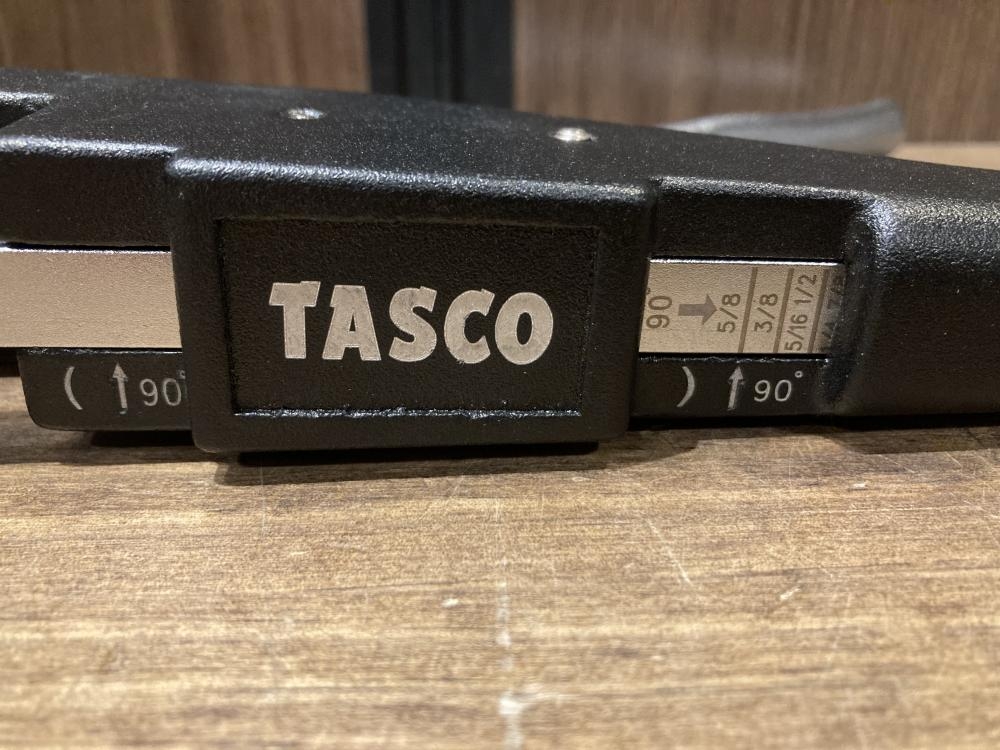 TASCO
90° → 5/8 3/8 5/16 1/2
( ↑ 90°
) ↑ 90°